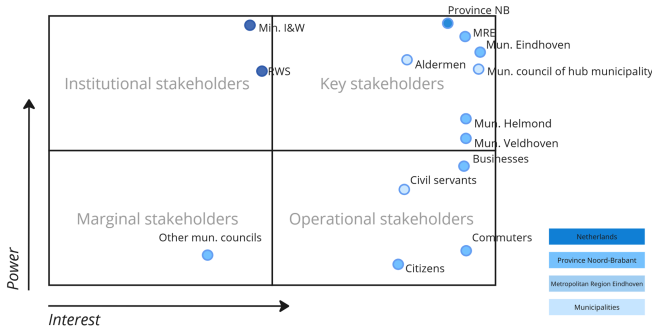 Province NB
Min. I&W
MRE
Mun. Eindhoven
Aldermen
RWS
Mun. council of hub municipality
Institutional stakeholders
Key stakeholders
Mun. Helmond
Mun. Veldhoven
Businesses
Civil servants
Marginal stakeholders
Operational stakeholders
Other mun. councils
Commuters
Citizens
Power
Interest
Netherlands
Province Noord-Brabant
Metropolitan Region Eindhoven
Municipalities